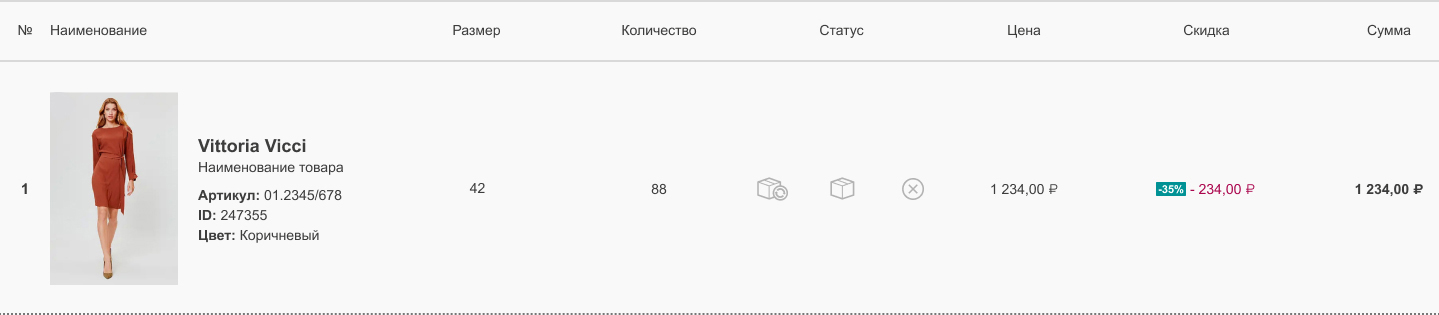 № Наименование Размер Количество Статус Цена Скидка Сумма
Vittoria Vicci
Наименование товара
1 42 88 1 234,00 ₽ -35% - 234,00 ₽ 1 234,00 ₽
Артикул: 01.2345/678
ID: 247355
Цвет: Коричневый